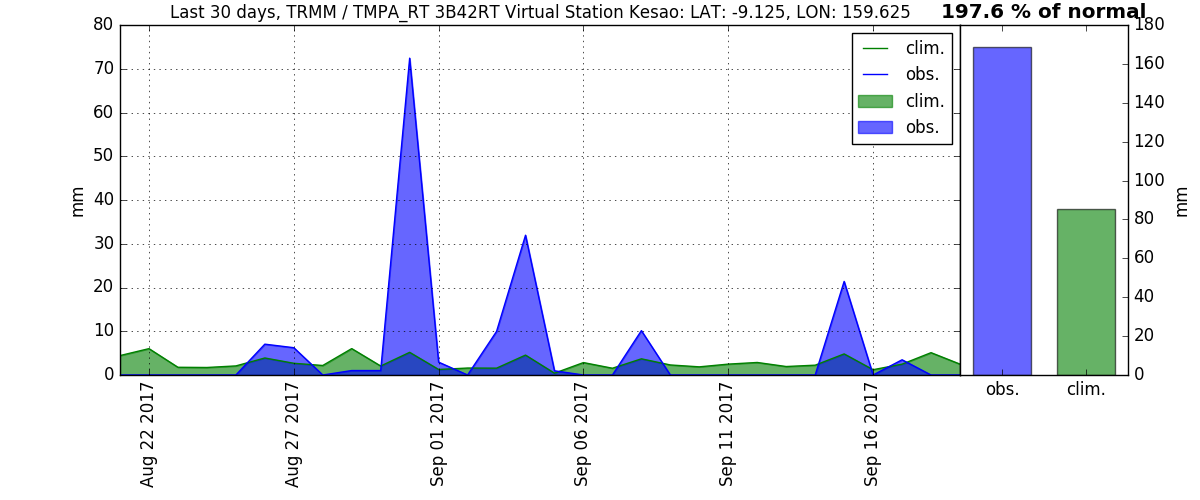 Last 30 days, TRMM / TMPA_RT 3B42RT Virtual Station Kesao: LAT: -9.125, LON: 159.625
197.6 % of normal
80
70
60
50
40
30
20
10
0
mm
clim.
obs.
clim.
obs.
Aug 22 2017
Aug 27 2017
Sep 01 2017
Sep 06 2017
Sep 11 2017
Sep 16 2017
180
160
140
120
100
80
60
40
20
0
mm
obs.
clim.